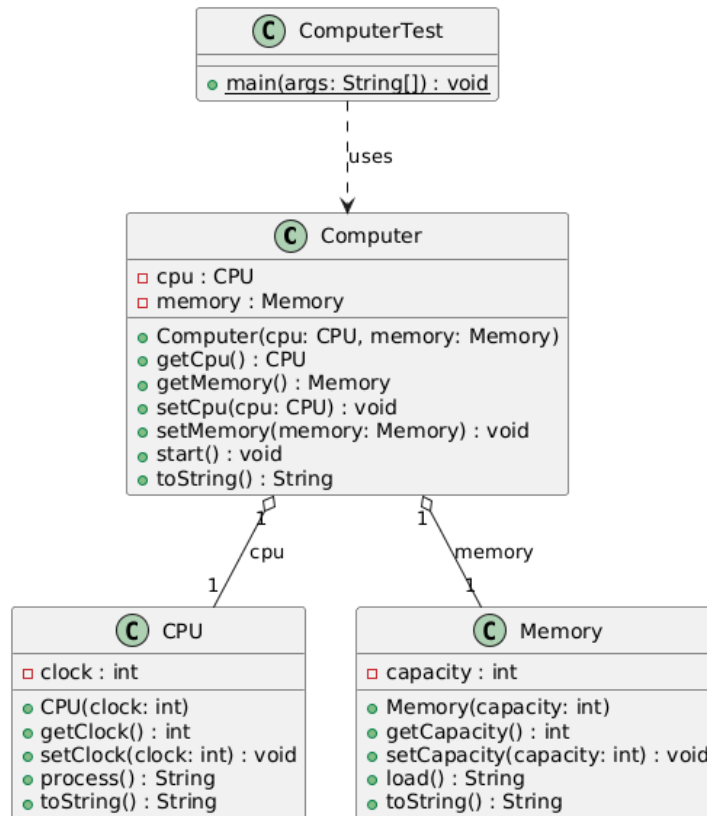 C ComputerTest
main(args: String[]) : void
uses
C Computer
cpu : CPU
memory : Memory
Computer(cpu: CPU, memory: Memory)
getCpu() : CPU
getMemory() : Memory
setCpu(cpu: CPU) : void
setMemory(memory: Memory) : void
start() : void
toString() : String
1
cpu
1
1
memory
1
C CPU
clock : int
CPU(clock: int)
getClock() : int
setClock(clock: int) : void
process() : String
toString() : String
C Memory
capacity : int
Memory(capacity: int)
getCapacity() : int
setCapacity(capacity: int) : void
load() : String
toString() : String